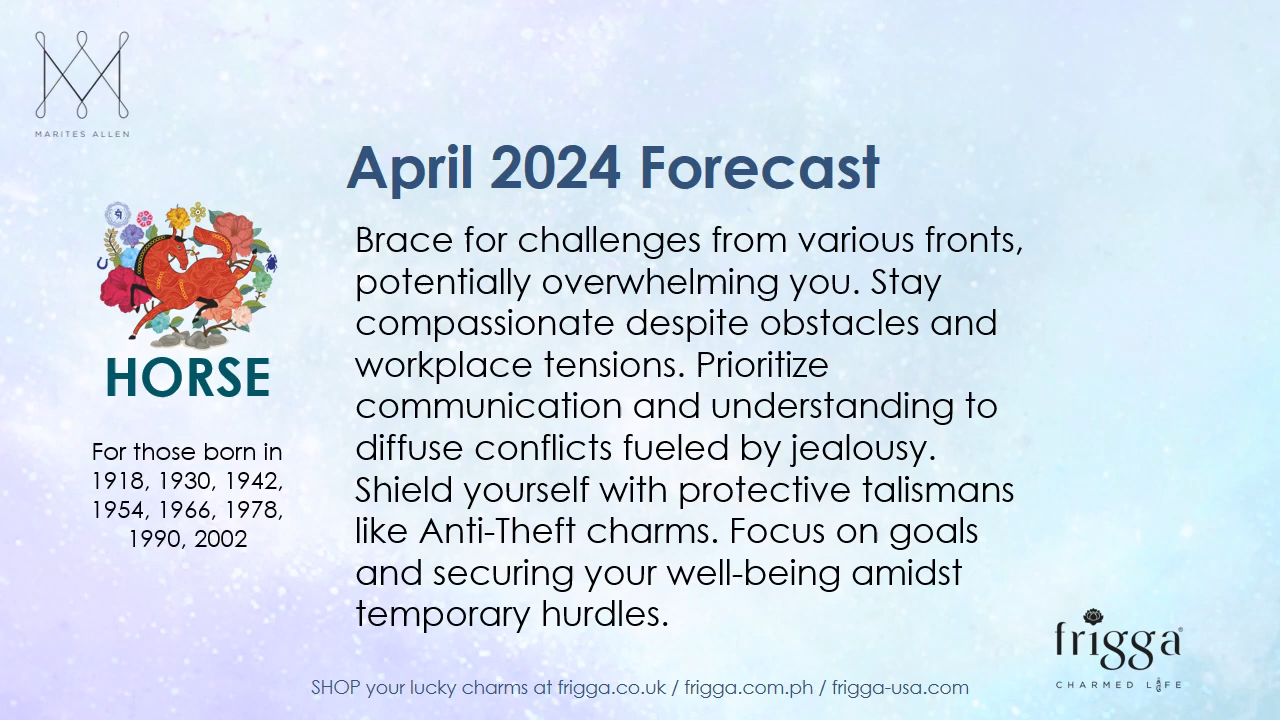 MARITES ALLEN
April 2024 Forecast
HORSE
For those born in
1918, 1930, 1942,
1954, 1966, 1978,
1990, 2002
Brace for challenges from various fronts,
potentially overwhelming you. Stay
compassionate despite obstacles and
workplace tensions. Prioritize
communication and understanding to
diffuse conflicts fueled by jealousy.
Shield yourself with protective talismans
like Anti-Theft charms. Focus on goals
and securing your well-being amidst
temporary hurdles.
frigga®
CHARMED LIFE
SHOP your lucky charms at frigga.co.uk / frigga.com.ph / frigga-usa.com